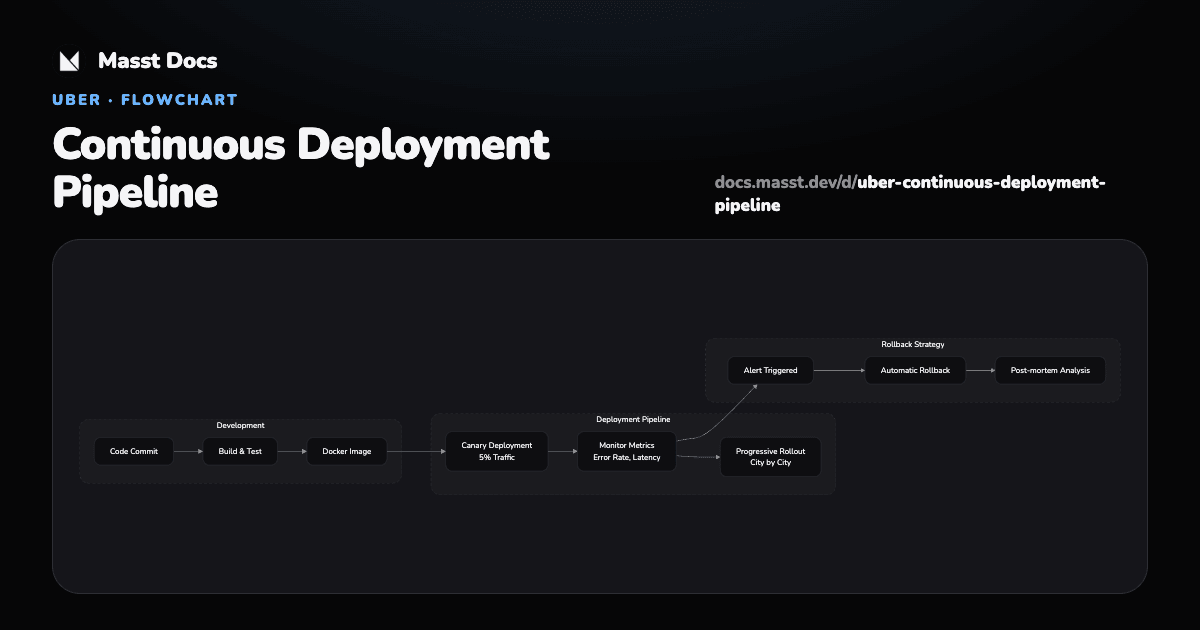 Masst Docs
UBER · FLOWCHART
Continuous Deployment
Pipeline
docs.masst.dev/d/uber-continuous-deployment-
pipeline
Rollback Strategy
Alert Triggered
Automatic Rollback
Post-mortem Analysis
Development
Code Commit
Build & Test
Docker Image
Deployment Pipeline
Canary Deployment
5% Traffic
Monitor Metrics
Error Rate, Latency
Progressive Rollout
City by City